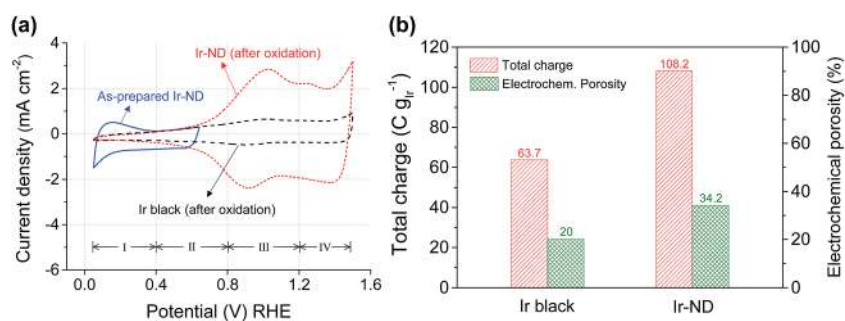 (a)
Current density (mA cm⁻²)
4
2
0
-2
-4
-6
Ir-ND (after oxidation)
As-prepared Ir-ND
Ir black (after oxidation)
I II III IV
0.0 0.4 0.8 1.2 1.6
Potential (V) RHE
(b)
Total charge (C g_Ir⁻¹)
120
100
80
60
40
20
0
Total charge
Electrochem. Porosity
63.7
20
108.2
34.2
Ir black Ir-ND
100
80
60
40
20
0
Electrochemical porosity (%)